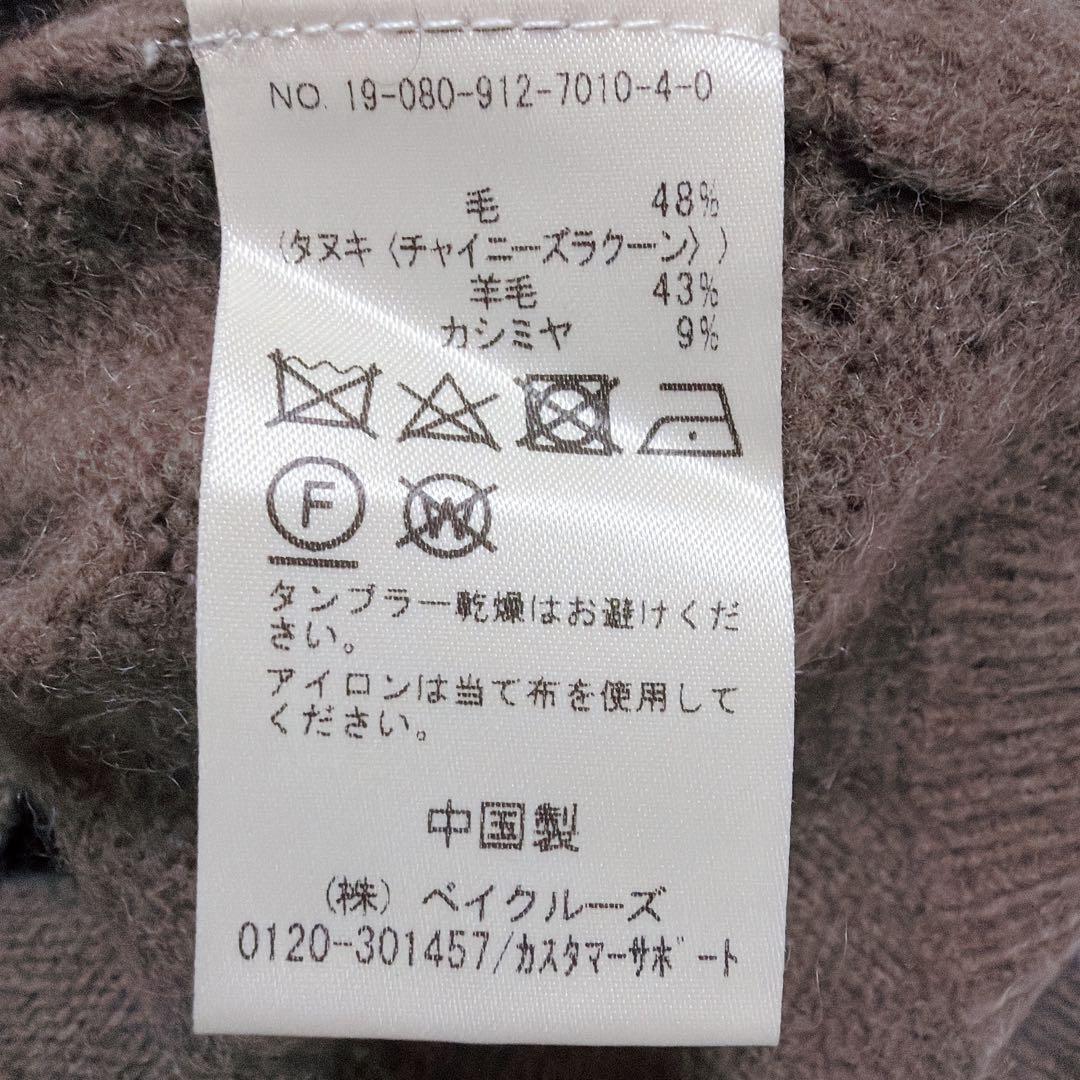 NO. 19-080-912-7010-4-0
毛 48%
(タヌキ〈チャイニーズラクーン〉)
羊毛 43%
カシミヤ 9%
F W
タンブラー乾燥はお避けくだ
さい。
アイロンは当て布を使用して
ください。
中国製
(株) ベイクルーズ
0120-301457/カスタマーサポート